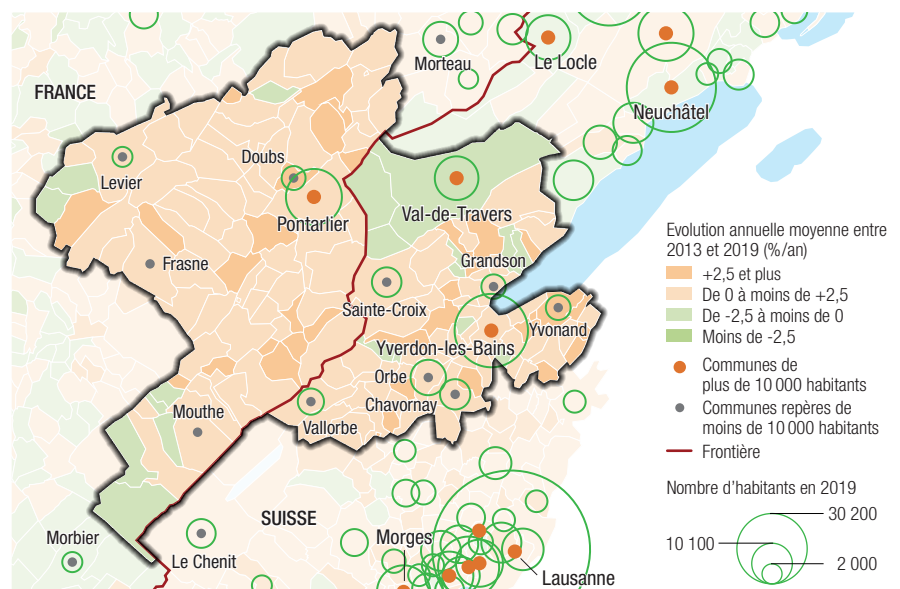 FRANCE
Morteau
Le Locle
Neuchâtel
Levier
Doubs
Pontarlier
Val-de-Travers
Frasne
Grandson
Sainte-Croix
Yverdon-les-Bains
Yvonand
Orbe
Chavornay
Mouthe
Vallorbe
Morbier
SUISSE
Le Chenit
Morges
Lausanne
Evolution annuelle moyenne entre
2013 et 2019 (%/an)
+2,5 et plus
De 0 à moins de +2,5
De -2,5 à moins de 0
Moins de -2,5
Communes de
plus de 10 000 habitants
Communes repères de
moins de 10 000 habitants
Frontière
Nombre d'habitants en 2019
30 200
10 100
2 000